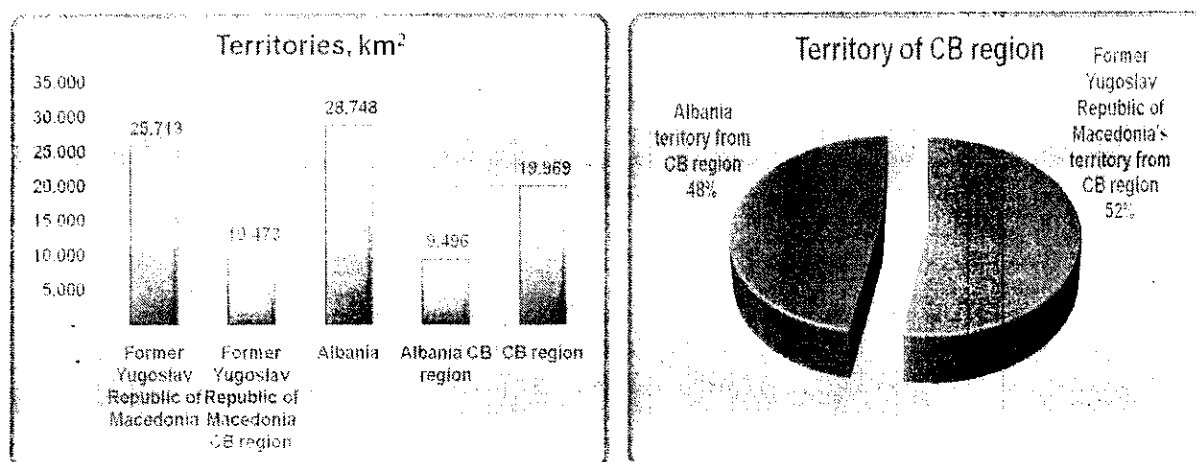 Territories, km²
35.000
30.000
25.000
20.000
15.000
10.000
5.000
-
25.713
10.473
28.748
9.496
19.969
Former
Yugoslav
Republic of
Macedonia
Former
Yugoslav
Republic of
Macedonia
CB region
Albania
Albania CB
region
CB region
Territory of CB region
Albania
teritory from
CB region
48%
Former
Yugoslav
Republic of
Macedonia's
territory from
CB region
52%